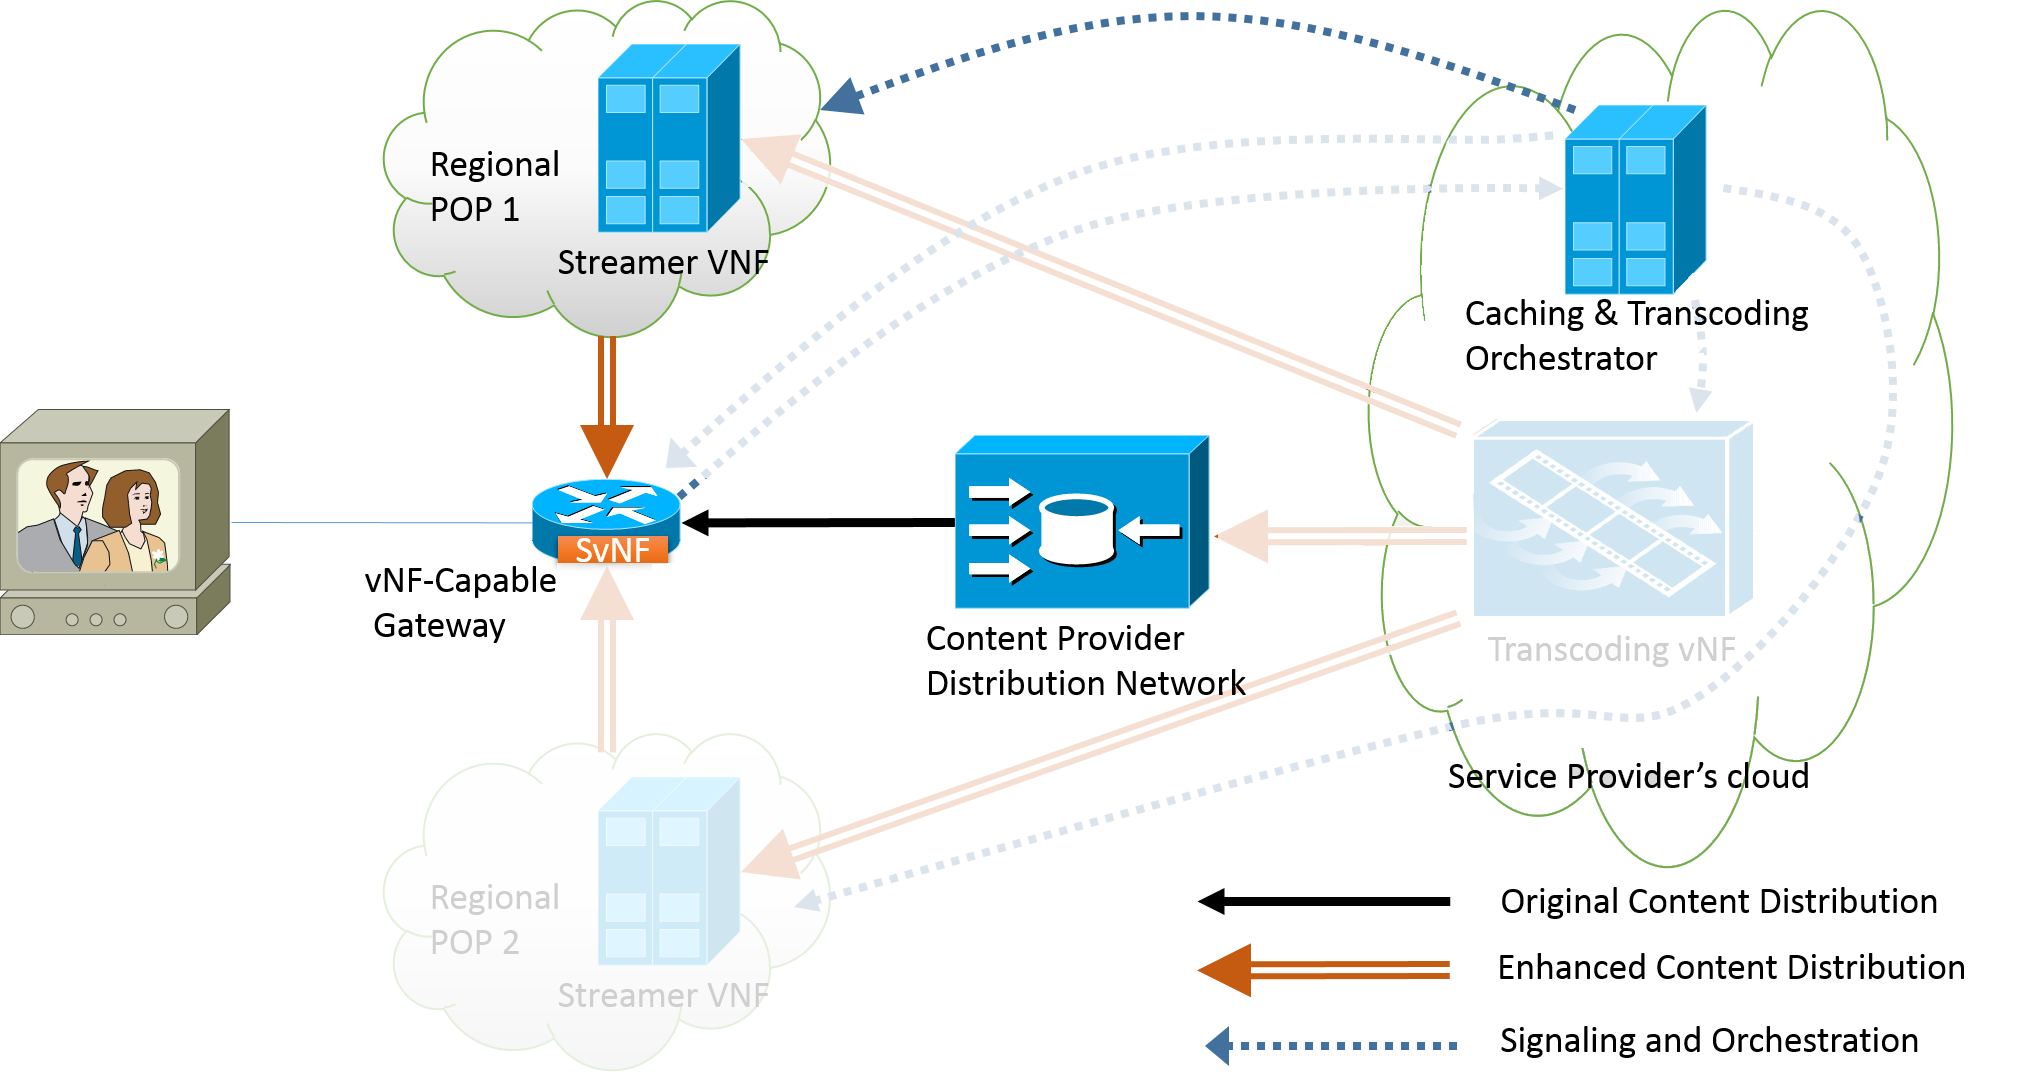 Regional
POP 1
Streamer VNF
Caching & Transcoding
Orchestrator
SvNF
vNF-Capable
Gateway
Content Provider
Distribution Network
Transcoding vNF
Service Provider’s cloud
Regional
POP 2
Streamer VNF
Original Content Distribution
Enhanced Content Distribution
Signaling and Orchestration